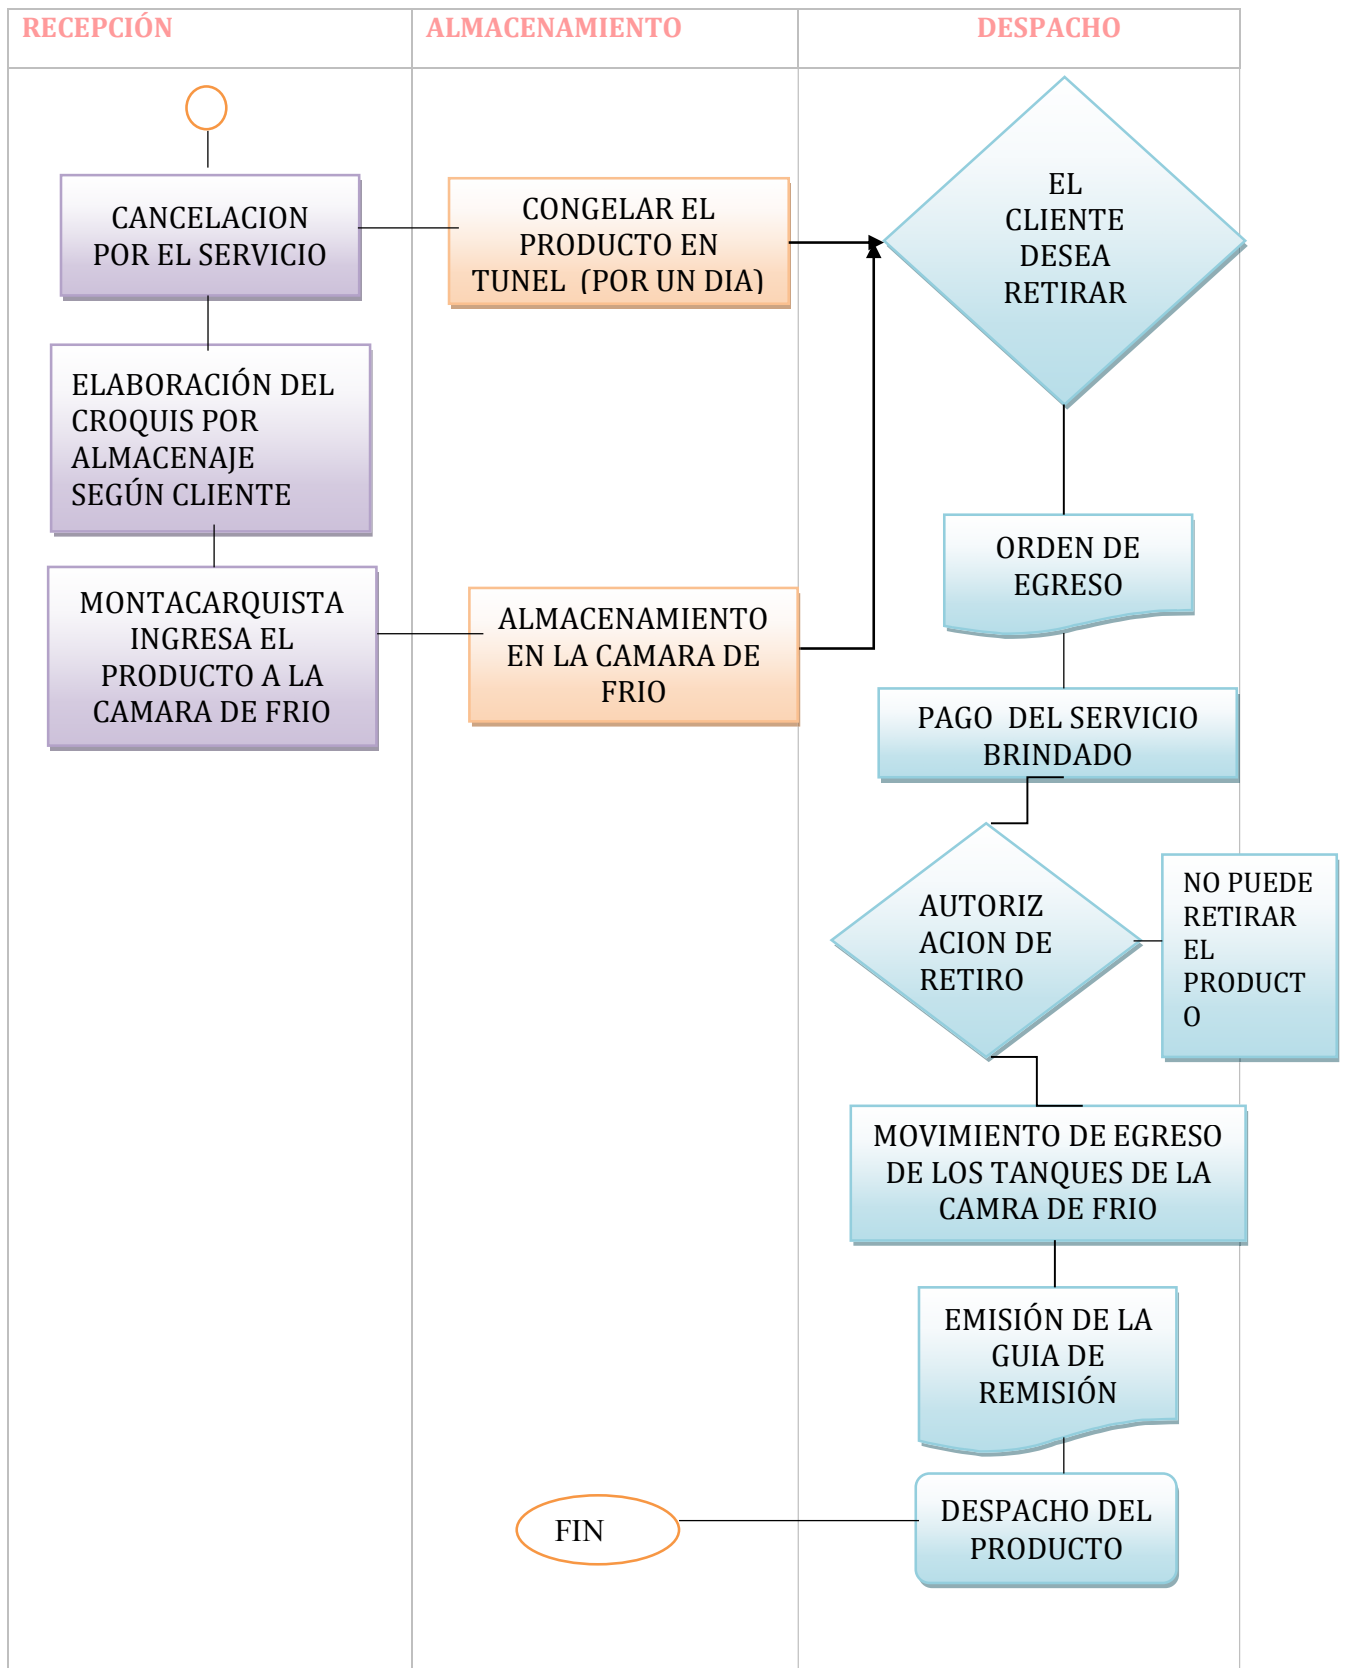 RECEPCIÓN
ALMACENAMIENTO
DESPACHO
CANCELACION
POR EL SERVICIO
ELABORACIÓN DEL
CROQUIS POR
ALMACENAJE
SEGÚN CLIENTE
MONTACARQUISTA
INGRESA EL
PRODUCTO A LA
CAMARA DE FRIO
CONGELAR EL
PRODUCTO EN
TUNEL (POR UN DIA)
ALMACENAMIENTO
EN LA CAMARA DE
FRIO
EL
CLIENTE
DESEA
RETIRAR
ORDEN DE
EGRESO
PAGO DEL SERVICIO
BRINDADO
AUTORIZ
ACION DE
RETIRO
NO PUEDE
RETIRAR
EL
PRODUCT
O
MOVIMIENTO DE EGRESO
DE LOS TANQUES DE LA
CAMRA DE FRIO
EMISIÓN DE LA
GUIA DE
REMISIÓN
DESPACHO DEL
PRODUCTO
FIN